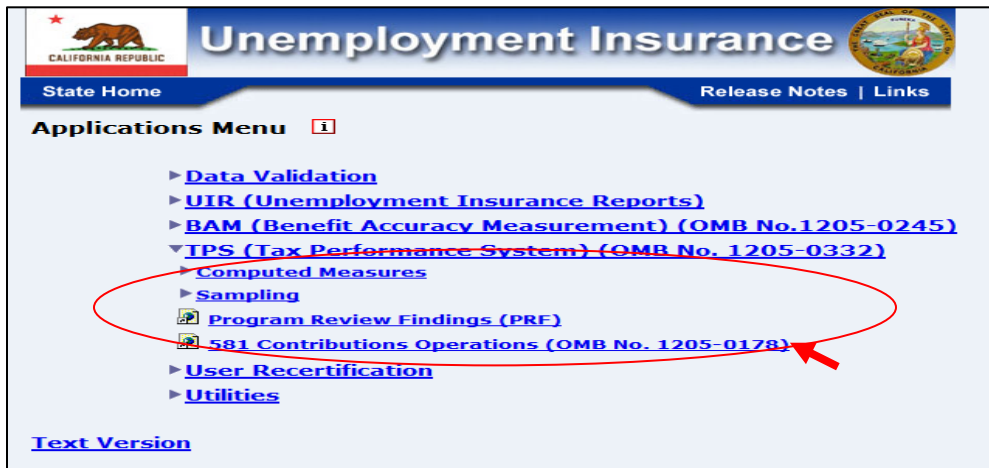 CALIFORNIA REPUBLIC
Unemployment Insurance
State Home
Release Notes | Links
Applications Menu i
Data Validation
UIR (Unemployment Insurance Reports)
BAM (Benefit Accuracy Measurement) (OMB No.1205-0245)
TPS (Tax Performance System) (OMB No. 1205-0332)
Computed Measures
Sampling
Program Review Findings (PRF)
581 Contributions Operations (OMB No. 1205-0178)
User Recertification
Utilities
Text Version